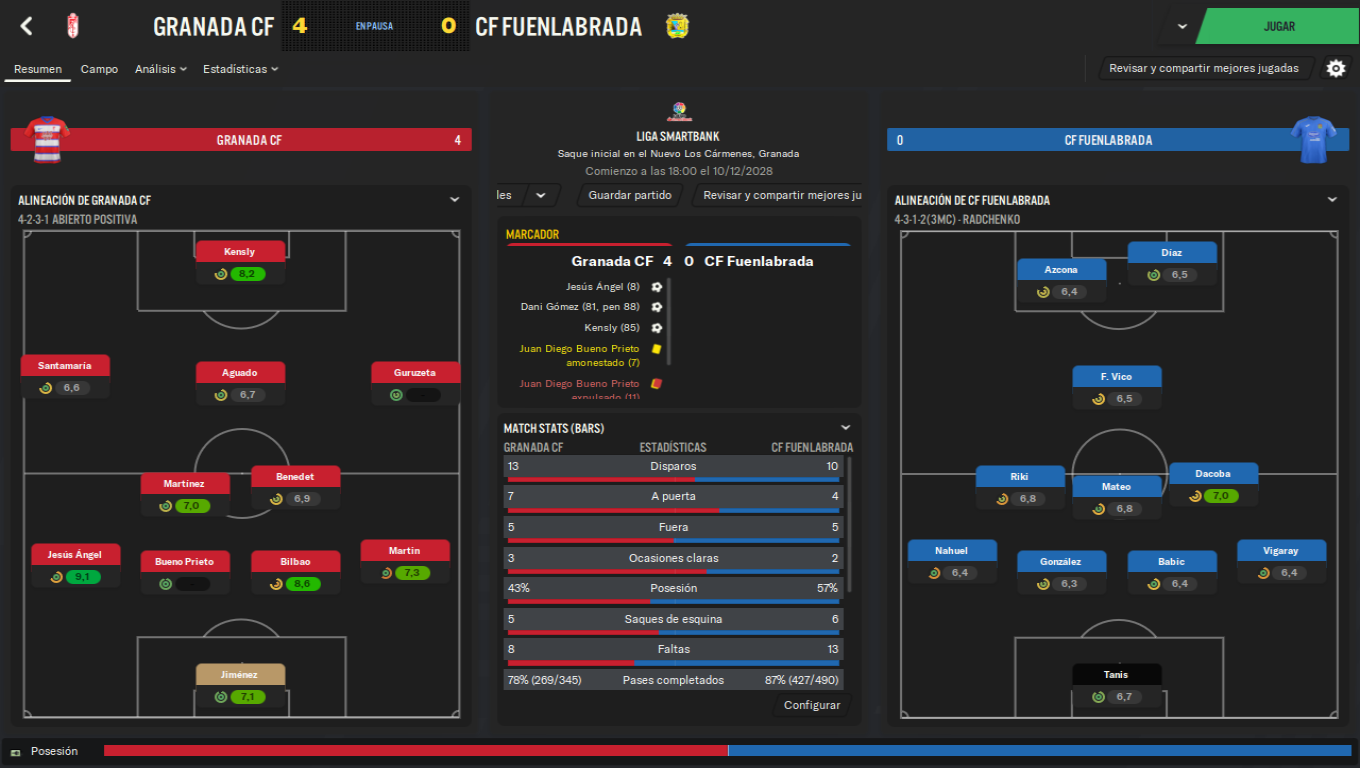 GRANADA CF 4 EN PAUSA 0 CF FUENLABRADA
JUGAR
Resumen Campo Análisis Estadísticas
Revisar y compartir mejores jugadas
GRANADA CF 4
ALINEACIÓN DE GRANADA CF
4-2-3-1 ABIERTO POSITIVA
Kensly
8,2
Santamaría
6,6
Aguado
6,7
Guruzeta
-
Martínez
7,0
Benedet
6,9
Jesús Ángel
9,1
Bueno Prieto
-
Bilbao
8,6
Martín
7,3
Jiménez
7,1
LIGA SMARTBANK
Saque inicial en el Nuevo Los Cármenes, Granada
Comienzo a las 18:00 el 10/12/2028
les Guardar partido Revisar y compartir mejores ju
MARCADOR
Granada CF 4 0 CF Fuenlabrada
Jesús Ángel (8)
Dani Gómez (81, pen 88)
Kensly (85)
Juan Diego Bueno Prieto
amonestado (7)
Juan Diego Bueno Prieto
expulsado (11)
MATCH STATS (BARS)
GRANADA CF ESTADÍSTICAS CF FUENLABRADA
13 Disparos 10
7 A puerta 4
5 Fuera 5
3 Ocasiones claras 2
43% Posesión 57%
5 Saques de esquina 6
8 Faltas 13
78% (269/345) Pases completados 87% (427/490)
Configurar
0 CF FUENLABRADA
ALINEACIÓN DE CF FUENLABRADA
4-3-1-2 (3MC) - RADCHENKO
Azcona
6,4
Díaz
6,5
F. Vico
6,5
Riki
6,8
Mateo
6,8
Dacoba
7,0
Nahuel
6,4
González
6,3
Babic
6,4
Vigaray
6,4
Tanis
6,7
Posesión